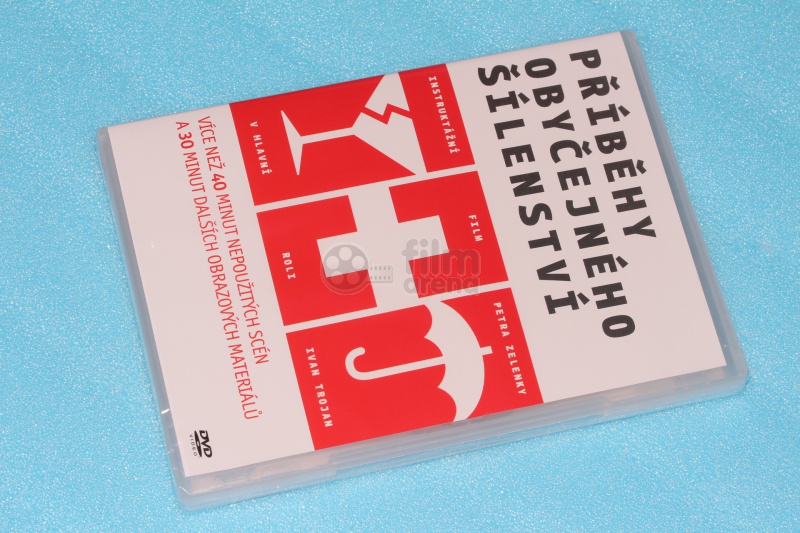 PŘÍBĚHY
OBYČEJNÉHO
ŠÍLENSTVÍ
INSTRUKTÁŽNÍ
FILM
PETRA ZELENKY
V HLAVNÍ
ROLI
IVAN TROJAN
VÍCE NEŽ 40 MINUT NEPOUŽITÝCH SCÉN
A 30 MINUT DALŠÍCH OBRAZOVÝCH MATERIÁLŮ
DVD
VIDEO
film
arena